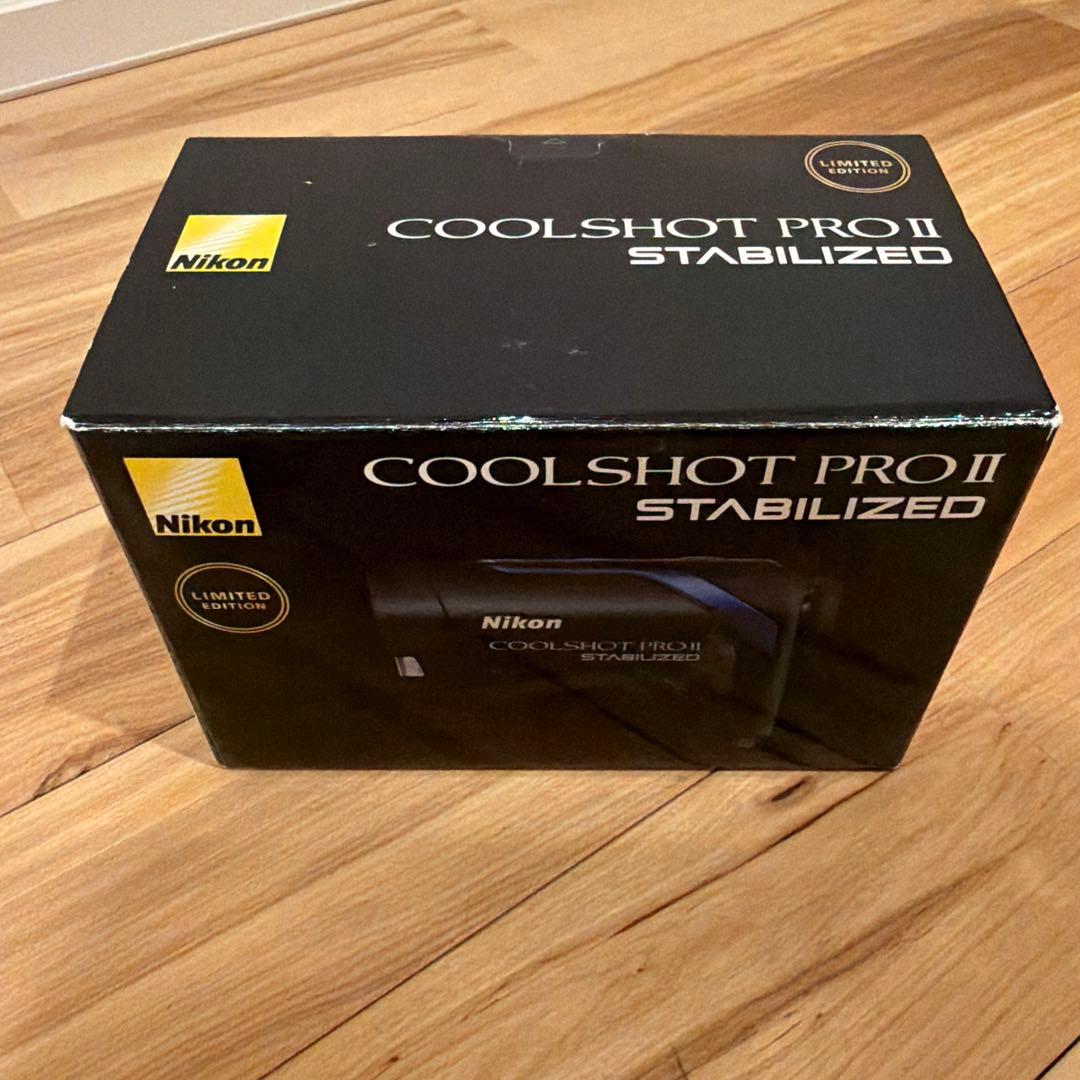 LIMITED
EDITION
Nikon
COOLSHOT PRO II
STABILIZED
Nikon
COOLSHOT PRO II
STABILIZED
LIMITED
EDITION
Nikon
COOLSHOT PRO II
STABILIZED